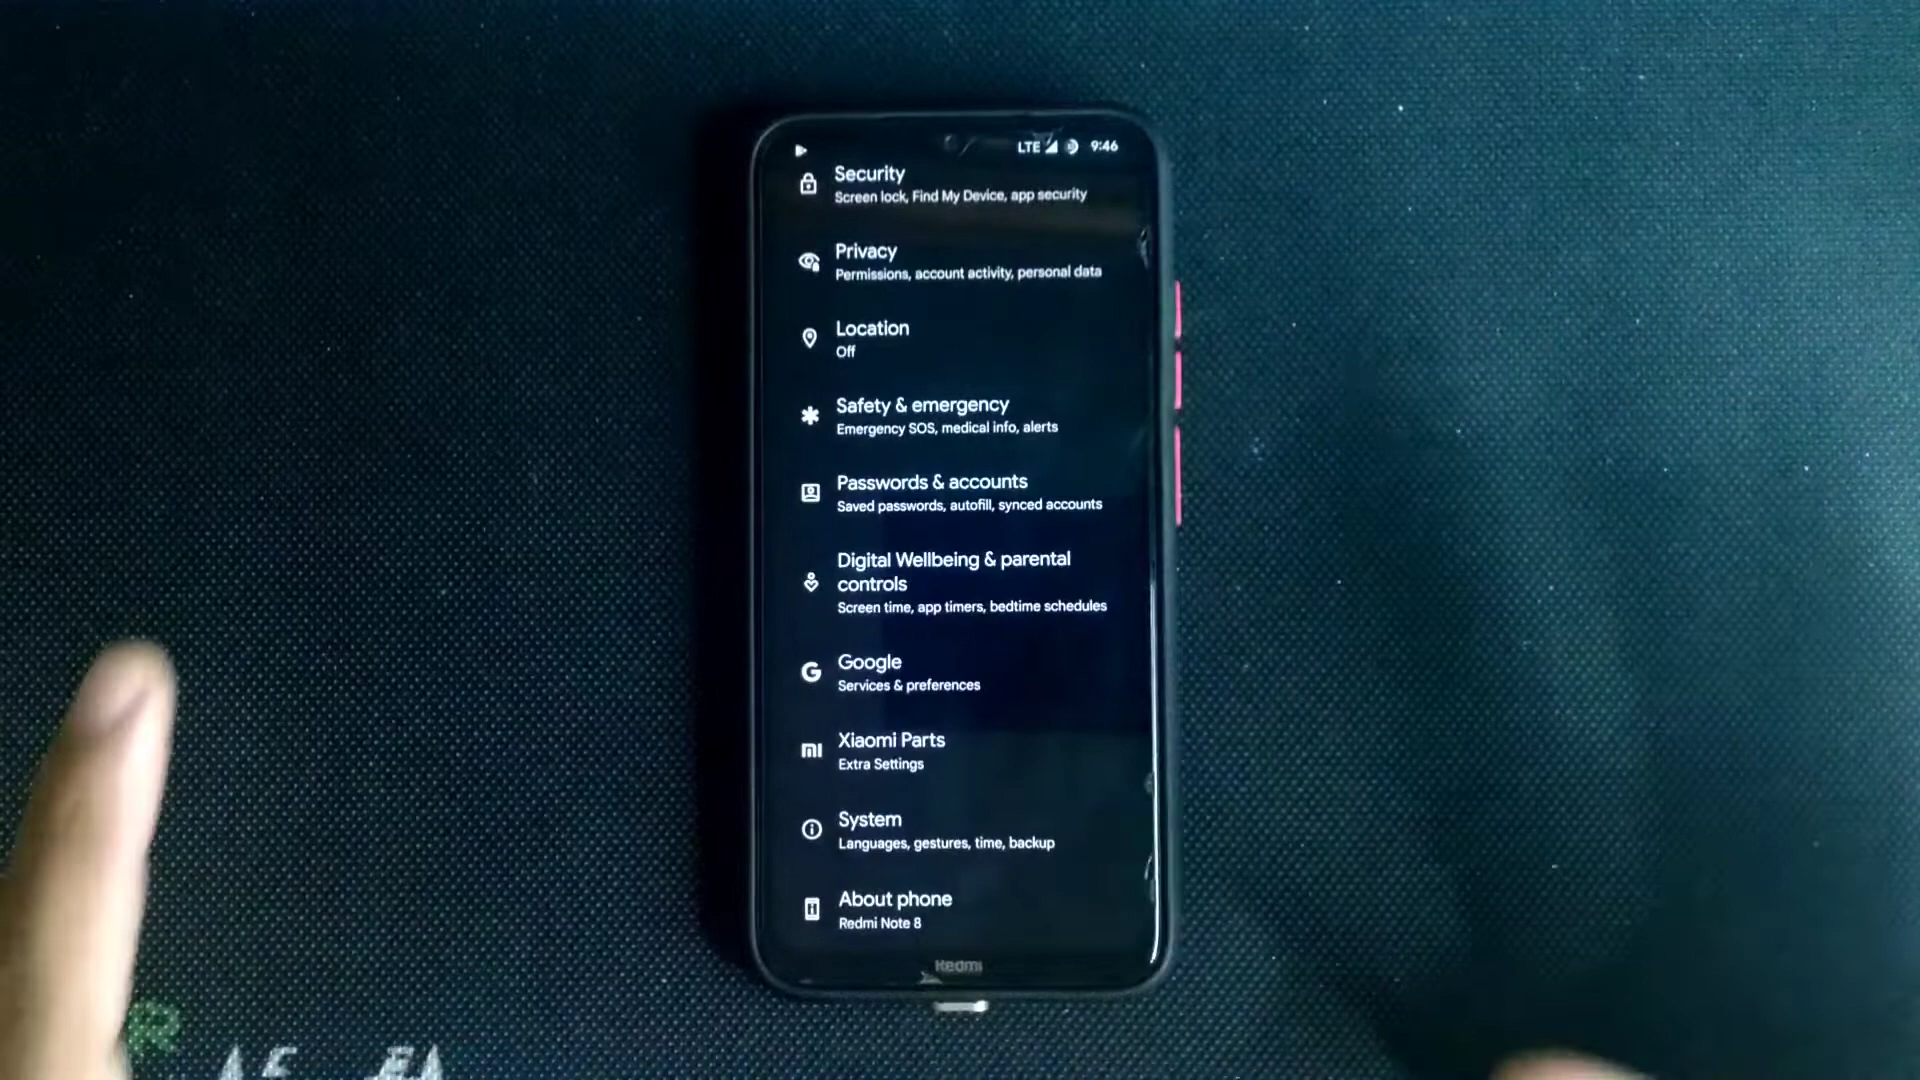 LTE 9:46
Security
Screen lock, Find My Device, app security
Privacy
Permissions, account activity, personal data
Location
Off
Safety & emergency
Emergency SOS, medical info, alerts
Passwords & accounts
Saved passwords, autofill, synced accounts
Digital Wellbeing & parental
controls
Screen time, app timers, bedtime schedules
G Google
Services & preferences
mi Xiaomi Parts
Extra Settings
System
Languages, gestures, time, backup
About phone
Redmi Note 8
Redmi
R